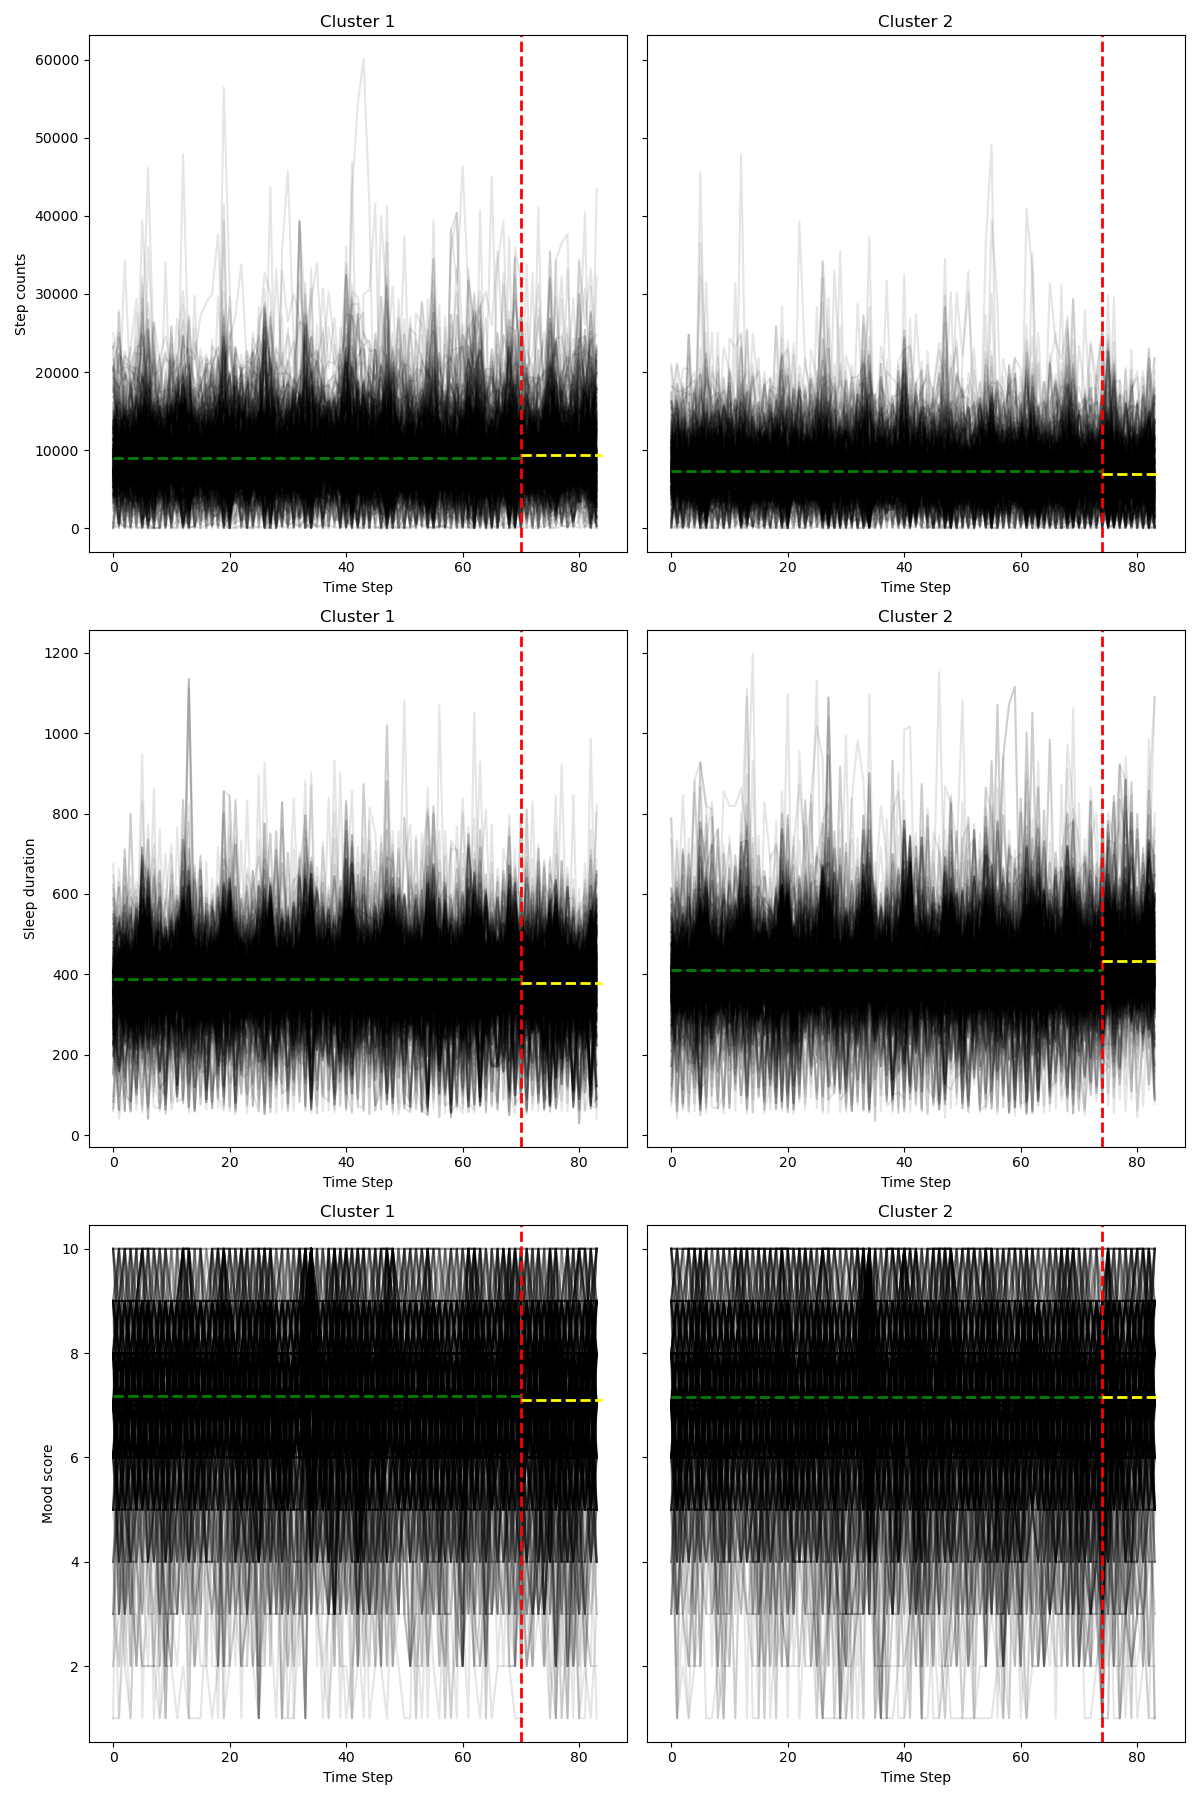 Cluster 1
Cluster 2
Step counts
60000
50000
40000
30000
20000
10000
0
0 20 40 60 80
0 20 40 60 80
Time Step
Time Step
Cluster 1
Cluster 2
Sleep duration
1200
1000
800
600
400
200
0
0 20 40 60 80
0 20 40 60 80
Time Step
Time Step
Cluster 1
Cluster 2
Mood score
10
8
6
4
2
0 20 40 60 80
0 20 40 60 80
Time Step
Time Step